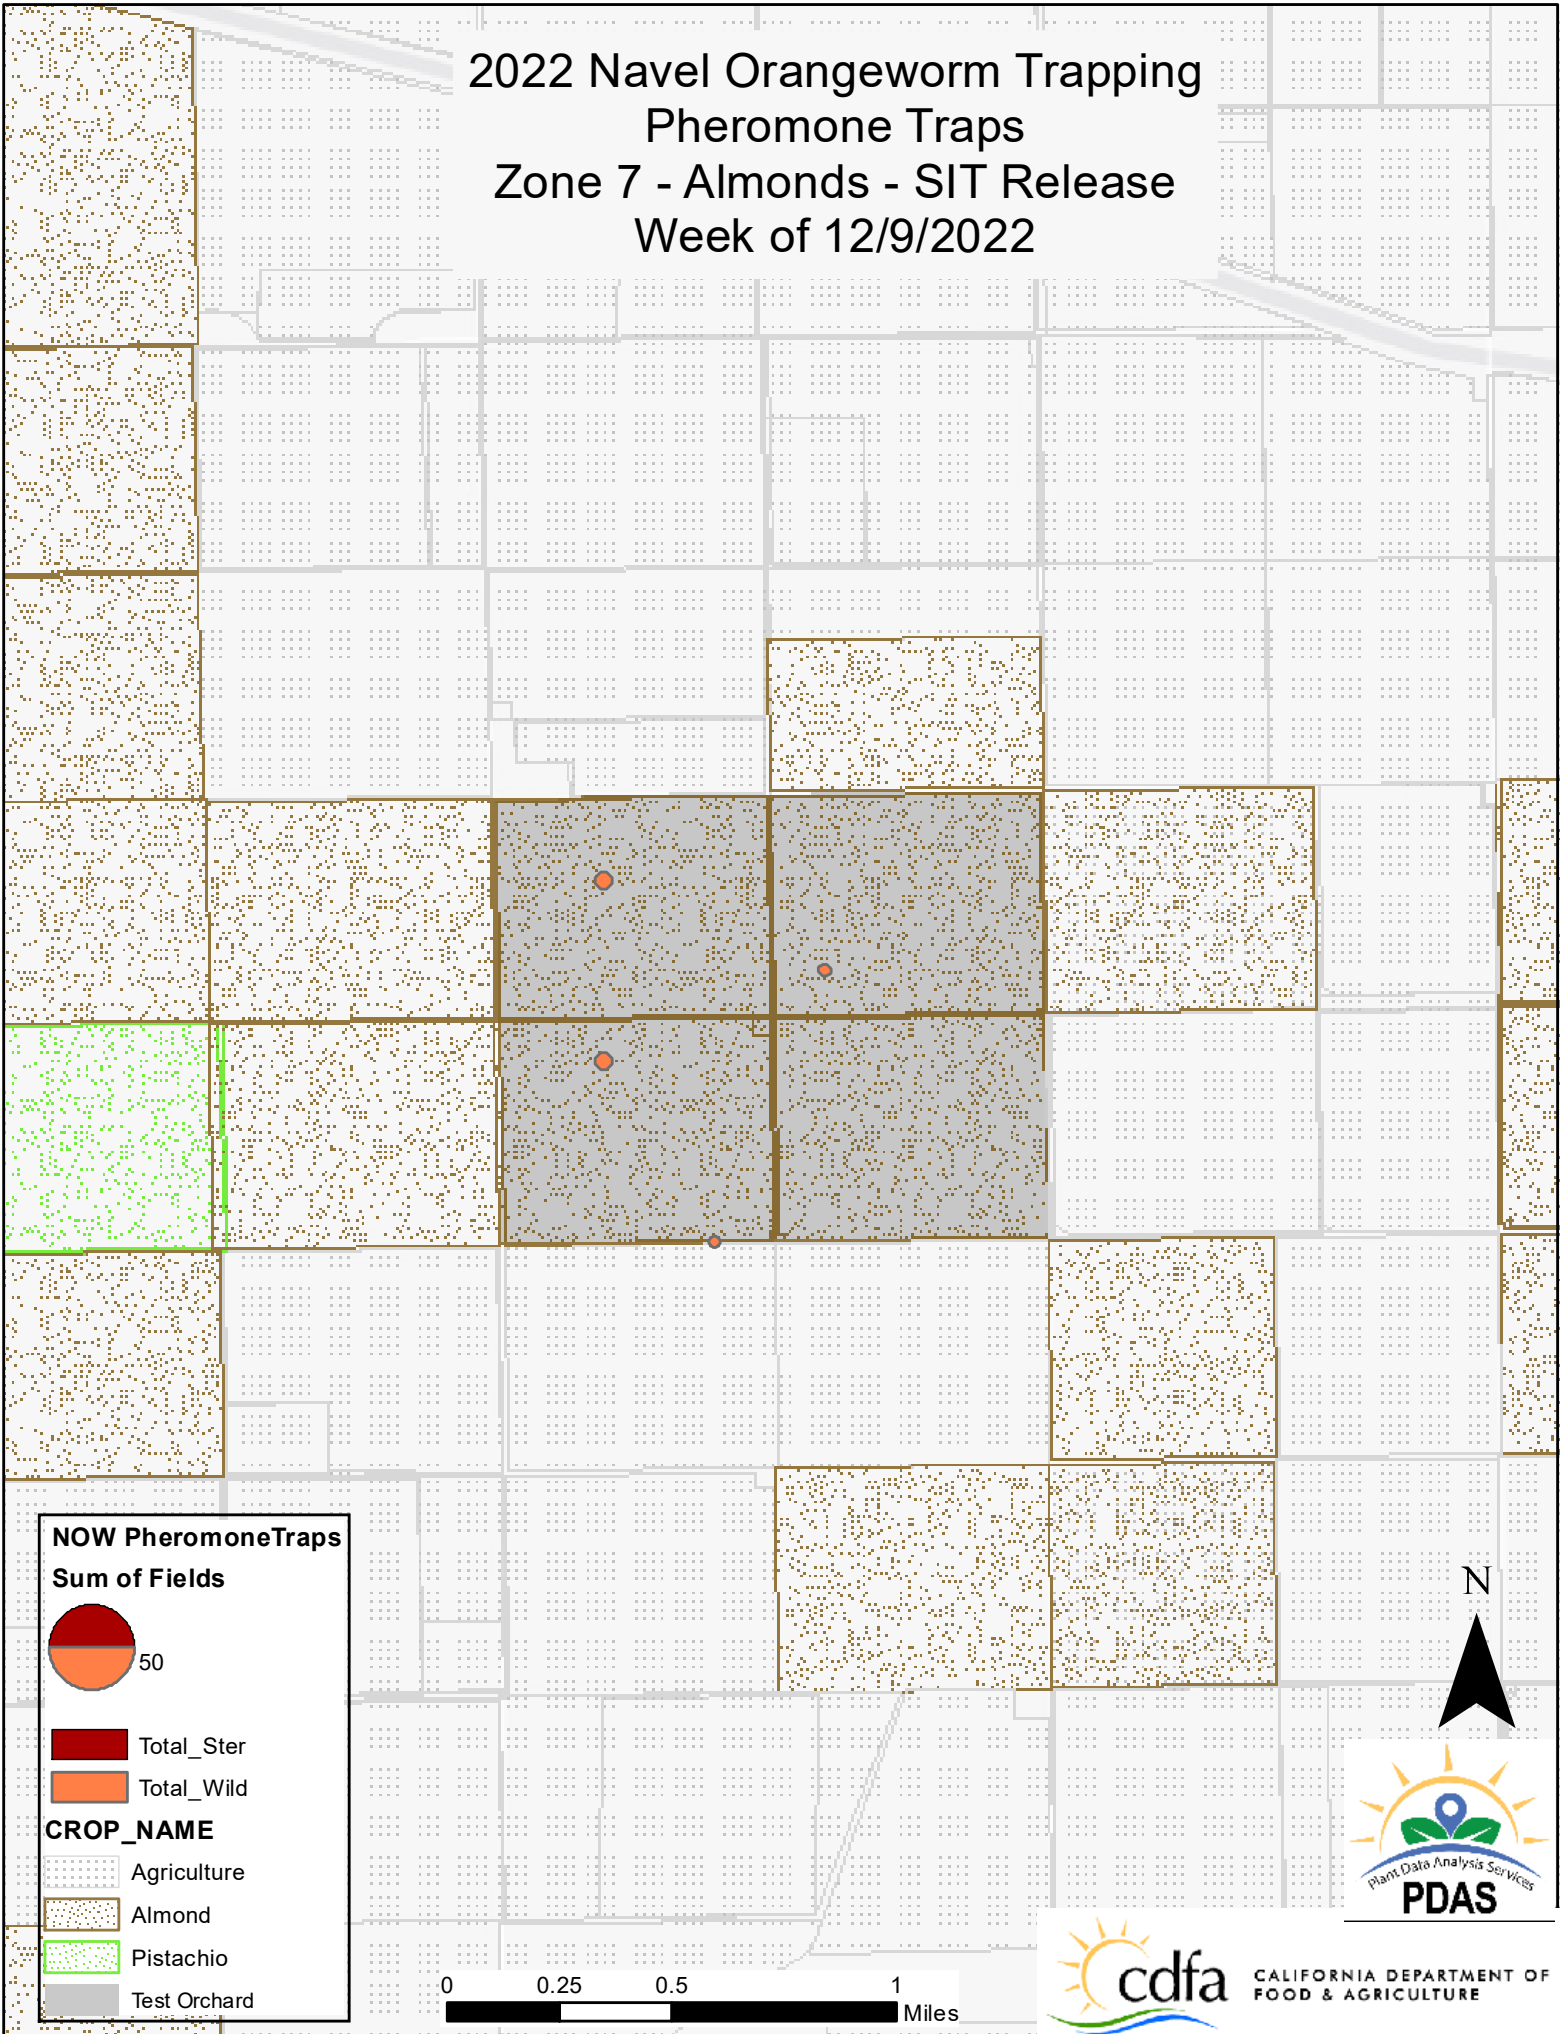 2022 Navel Orangeworm Trapping
Pheromone Traps
Zone 7 - Almonds - SIT Release
Week of 12/9/2022
NOW PheromoneTraps
Sum of Fields
50
Total_Ster
Total_Wild
CROP_NAME
Agriculture
Almond
Pistachio
Test Orchard
0 0.25 0.5 1
Miles
N
Plant Data Analysis Services
PDAS
cdfa
CALIFORNIA DEPARTMENT OF
FOOD & AGRICULTURE